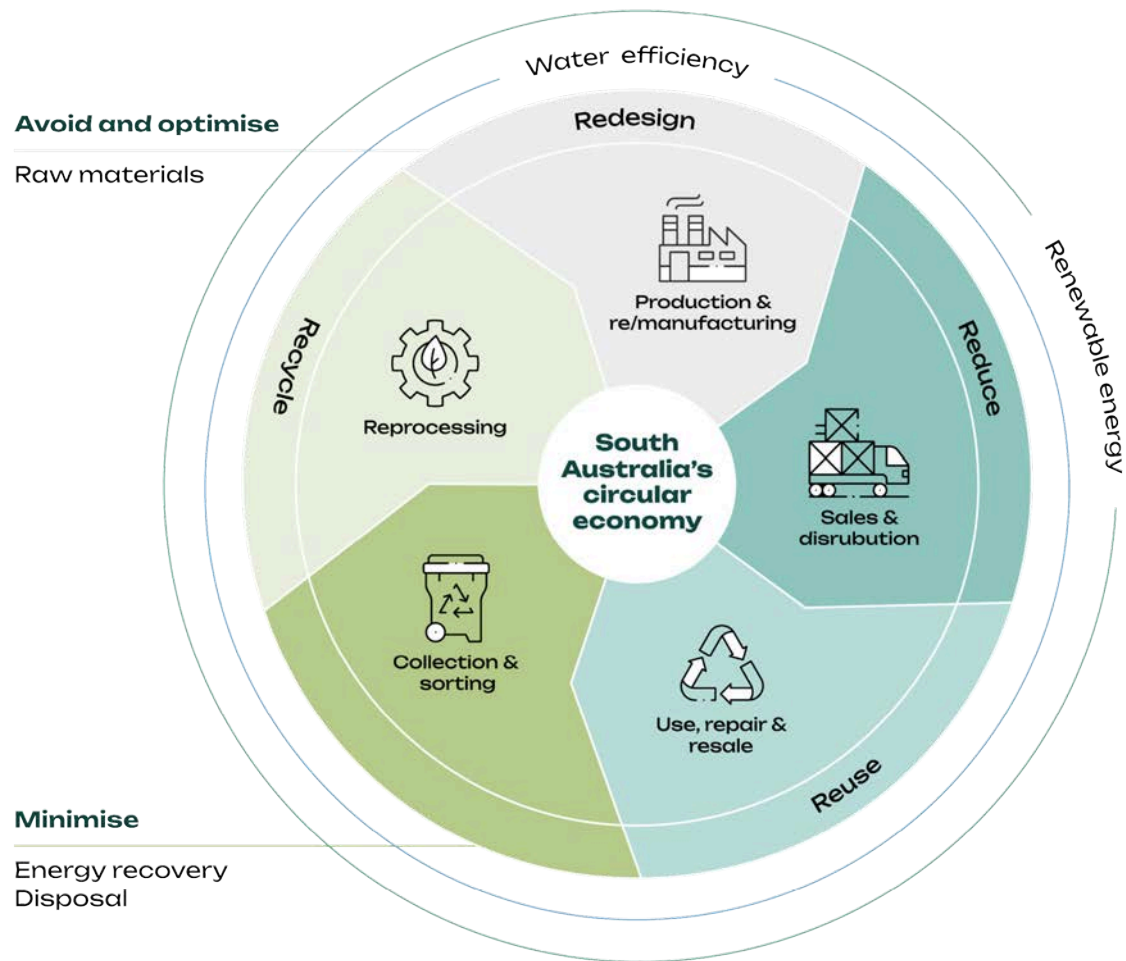 Water efficiency
Renewable energy
Avoid and optimise
Raw materials
Redesign
Production &
re/manufacturing
Reduce
Sales &
disrubution
Reuse
Use, repair &
resale
Collection &
sorting
Recycle
Reprocessing
South
Australia's
circular
economy
Minimise
Energy recovery
Disposal